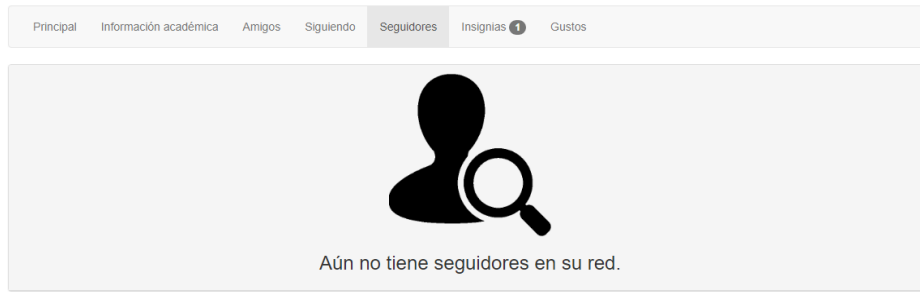 Principal Información académica Amigos Siguiendo Seguidores Insignias 1 Gustos
Aún no tiene seguidores en su red.